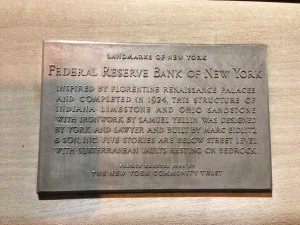 LANDMARKS OF NEW YORK
FEDERAL RESERVE BANK OF NEW YORK
INSPIRED BY FLORENTINE RENAISSANCE PALACES
AND COMPLETED IN 1924, THIS STRUCTURE OF
INDIANA LIMESTONE AND OHIO SANDSTONE
WITH IRONWORK BY SAMUEL YELLIN WAS DESIGNED
BY YORK AND SAWYER AND BUILT BY MARC EIDLITZ
& SON, INC. FIVE STORIES ARE BELOW STREET LEVEL
WITH SUBTERRANEAN VAULTS RESTING ON BEDROCK.
PLAQUE ERECTED BY
THE NEW YORK COMMUNITY TRUST